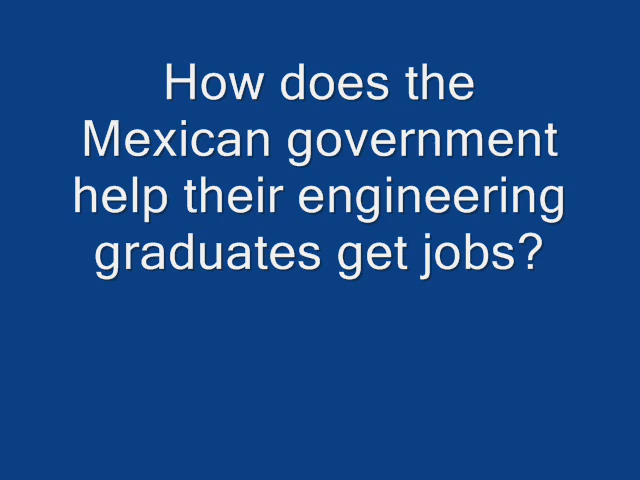 How does the
Mexican government
help their engineering
graduates get jobs?